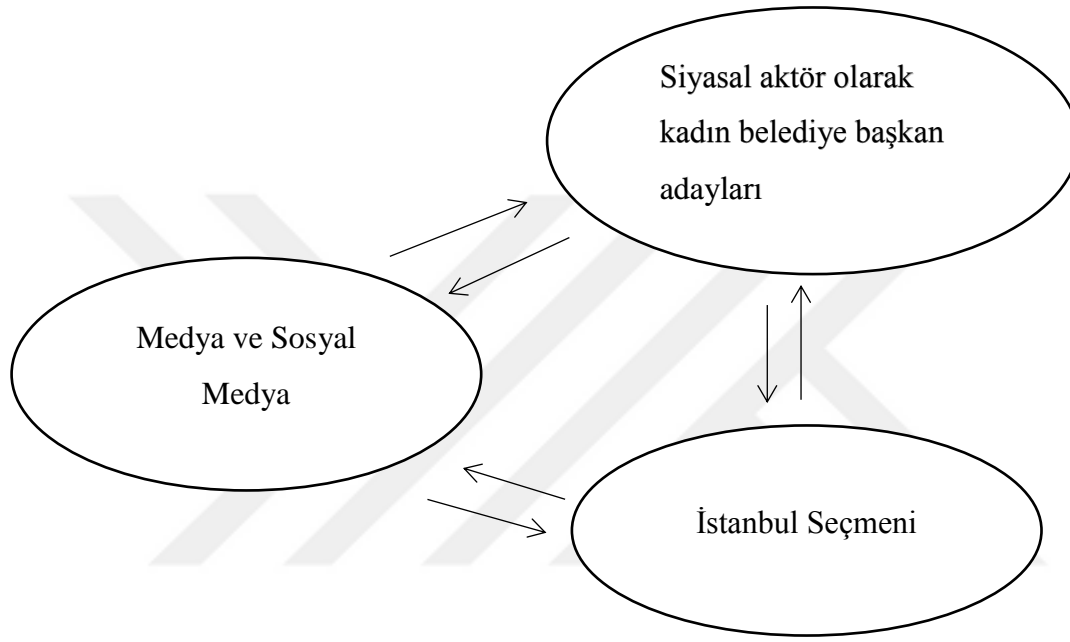 Siyasal aktör olarak
kadın belediye başkan
adayları
Medya ve Sosyal
Medya
İstanbul Seçmeni